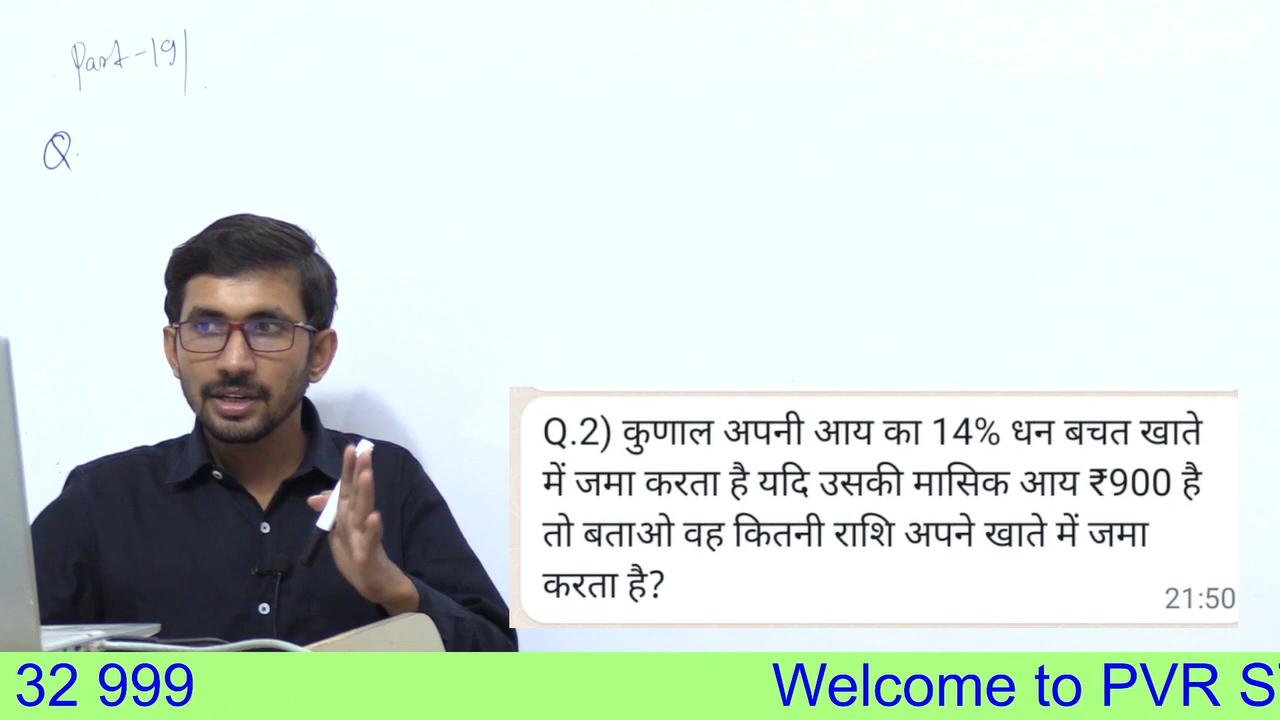 Part-19
Q.
Q.2) कुणाल अपनी आय का 14% धन बचत खाते
में जमा करता है यदि उसकी मासिक आय ₹900 है
तो बताओ वह कितनी राशि अपने खाते में जमा
करता है?
21:50
32 999
Welcome to PVR